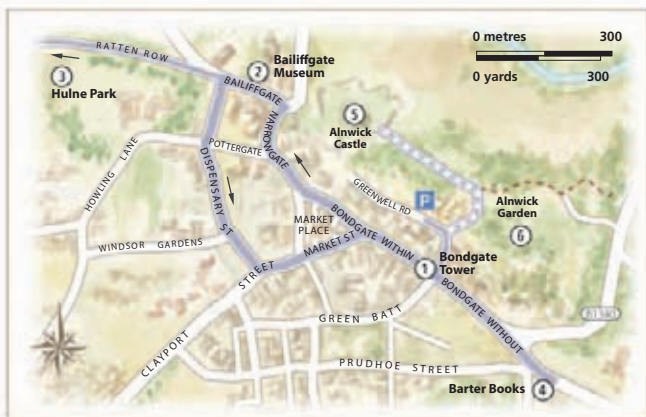 0 metres 300
0 yards 300
RATTEN ROW
3
Hulne Park
2
Bailiffgate
Museum
BAILIFFGATE
NARROWGATE
5
Alnwick
Castle
POTTERGATE
HOWLING LANE
DISPENSARY ST
GREENWELL RD
P
Alnwick
Garden
6
MARKET
PLACE
BONDGATE WITHIN
WINDSOR GARDENS
MARKET ST
STREET
1
Bondgate
Tower
BONDGATE WITHOUT
GREEN BATT
B1340
CLAYPORT
PRUDHOE STREET
Barter Books
4